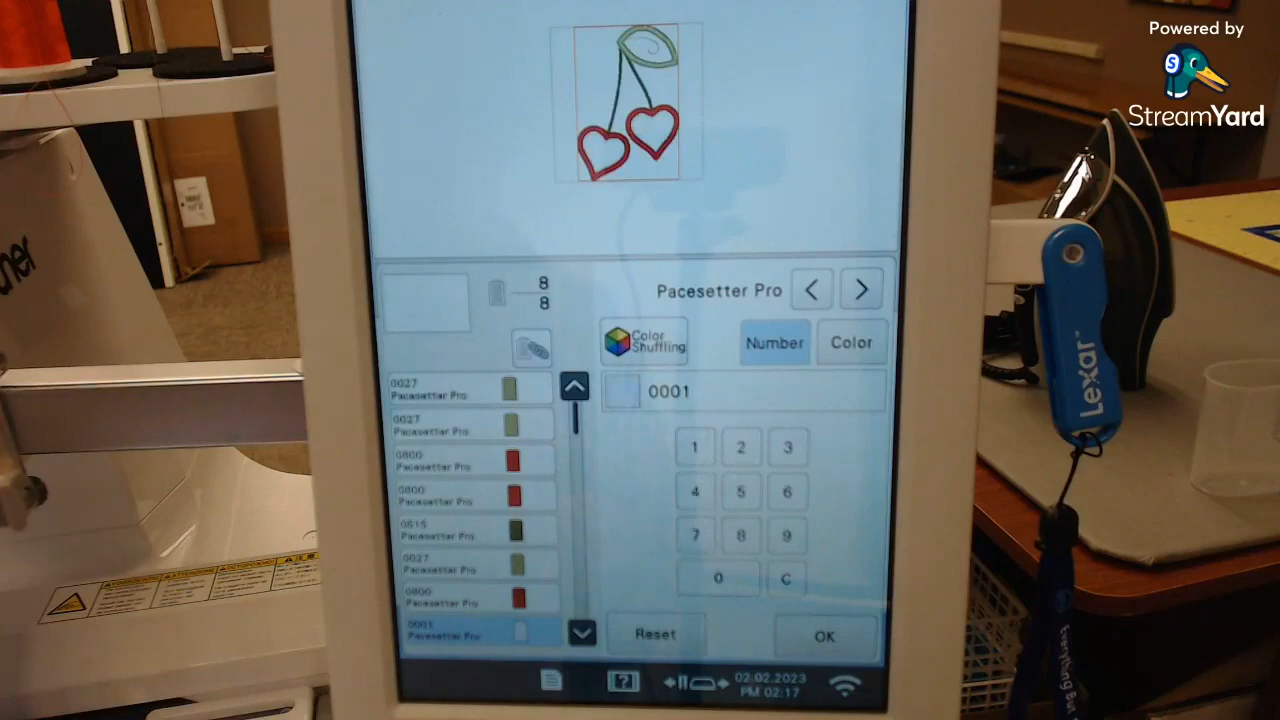 Powered by
StreamYard
8
8
Pacesetter Pro
Color
Shuffling
Number
Color
0001
0027
Pacesetter Pro
0027
Pacesetter Pro
0800
Pacesetter Pro
0800
Pacesetter Pro
0515
Pacesetter Pro
0027
Pacesetter Pro
0800
Pacesetter Pro
0001
Pacesetter Pro
1 2 3
4 5 6
7 8 9
0 C
Reset
OK
02.02.2023
PM 02:17
Lexar